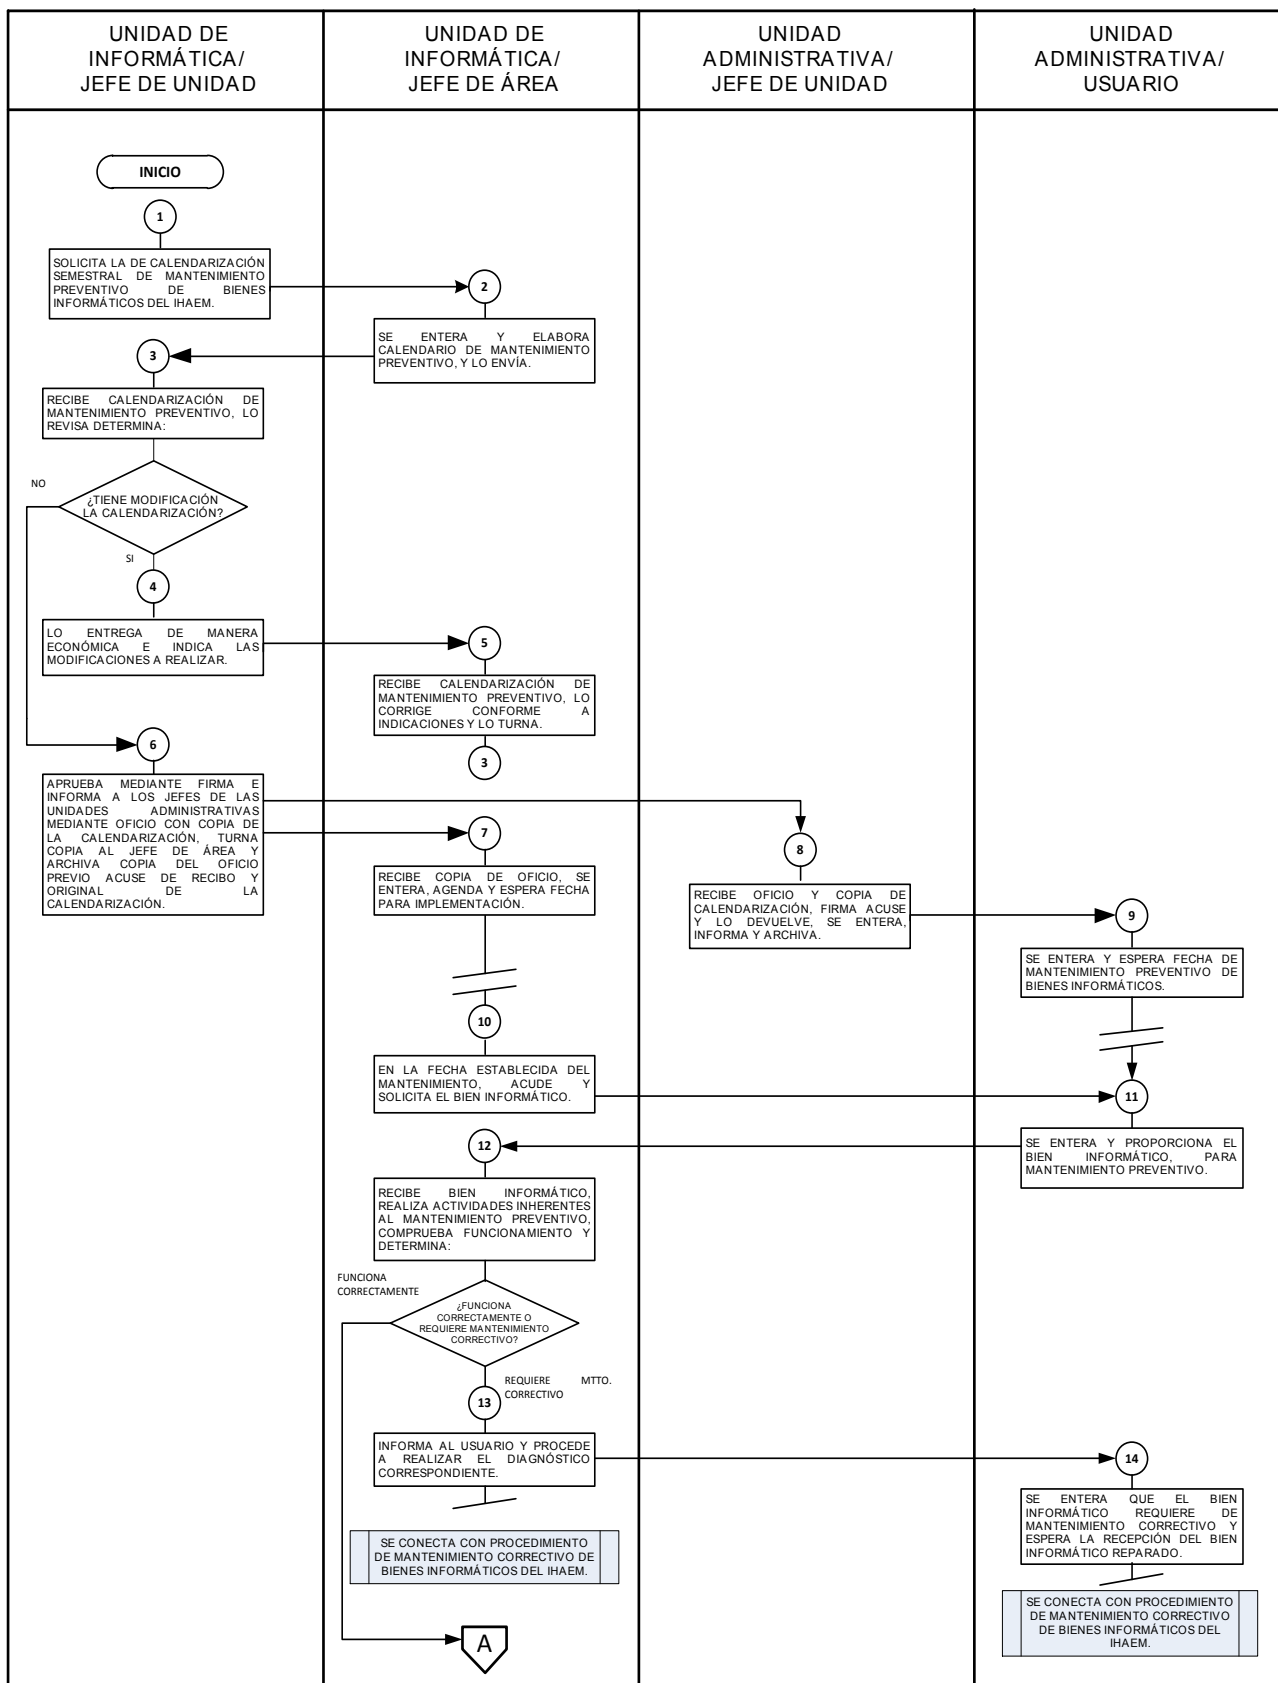 UNIDAD DE
INFORMÁTICA/
JEFE DE UNIDAD
UNIDAD DE
INFORMÁTICA/
JEFE DE ÁREA
UNIDAD
ADMINISTRATIVA/
JEFE DE UNIDAD
UNIDAD
ADMINISTRATIVA/
USUARIO
INICIO
1
SOLICITA LA DE CALENDARIZACIÓN
SEMESTRAL DE MANTENIMIENTO
PREVENTIVO DE BIENES
INFORMÁTICOS DEL IHAEM.
2
SE ENTERA Y ELABORA
CALENDARIO DE MANTENIMIENTO
PREVENTIVO, Y LO ENVÍA.
3
RECIBE CALENDARIZACIÓN DE
MANTENIMIENTO PREVENTIVO, LO
REVISA DETERMINA:
NO
¿TIENE MODIFICACIÓN
LA CALENDARIZACIÓN?
SI
4
LO ENTREGA DE MANERA
ECONÓMICA E INDICA LAS
MODIFICACIONES A REALIZAR.
5
RECIBE CALENDARIZACIÓN DE
MANTENIMIENTO PREVENTIVO, LO
CORRIGE CONFORME A
INDICACIONES Y LO TURNA.
3
6
APRUEBA MEDIANTE FIRMA E
INFORMA A LOS JEFES DE LAS
UNIDADES ADMINISTRATIVAS
MEDIANTE OFICIO CON COPIA DE
LA CALENDARIZACIÓN, TURNA
COPIA AL JEFE DE ÁREA Y
ARCHIVA COPIA DEL OFICIO
PREVIO ACUSE DE RECIBO Y
ORIGINAL DE LA
CALENDARIZACIÓN.
7
RECIBE COPIA DE OFICIO, SE
ENTERA, AGENDA Y ESPERA FECHA
PARA IMPLEMENTACIÓN.
8
RECIBE OFICIO Y COPIA DE
CALENDARIZACIÓN, FIRMA ACUSE
Y LO DEVUELVE, SE ENTERA,
INFORMA Y ARCHIVA.
9
SE ENTERA Y ESPERA FECHA DE
MANTENIMIENTO PREVENTIVO DE
BIENES INFORMÁTICOS.
10
EN LA FECHA ESTABLECIDA DEL
MANTENIMIENTO, ACUDE Y
SOLICITA EL BIEN INFORMÁTICO.
11
SE ENTERA Y PROPORCIONA EL
BIEN INFORMÁTICO, PARA
MANTENIMIENTO PREVENTIVO.
12
RECIBE BIEN INFORMÁTICO,
REALIZA ACTIVIDADES INHERENTES
AL MANTENIMIENTO PREVENTIVO,
COMPRUEBA FUNCIONAMIENTO Y
DETERMINA:
FUNCIONA
CORRECTAMENTE
¿FUNCIONA
CORRECTAMENTE O
REQUIERE MANTENIMIENTO
CORRECTIVO?
REQUIERE MTTO.
CORRECTIVO
13
INFORMA AL USUARIO Y PROCEDE
A REALIZAR EL DIAGNÓSTICO
CORRESPONDIENTE.
14
SE ENTERA QUE EL BIEN
INFORMÁTICO REQUIERE DE
MANTENIMIENTO CORRECTIVO Y
ESPERA LA RECEPCIÓN DEL BIEN
INFORMÁTICO REPARADO.
SE CONECTA CON PROCEDIMIENTO
DE MANTENIMIENTO CORRECTIVO DE
BIENES INFORMÁTICOS DEL IHAEM.
SE CONECTA CON PROCEDIMIENTO
DE MANTENIMIENTO CORRECTIVO
DE BIENES INFORMÁTICOS DEL
IHAEM.
A